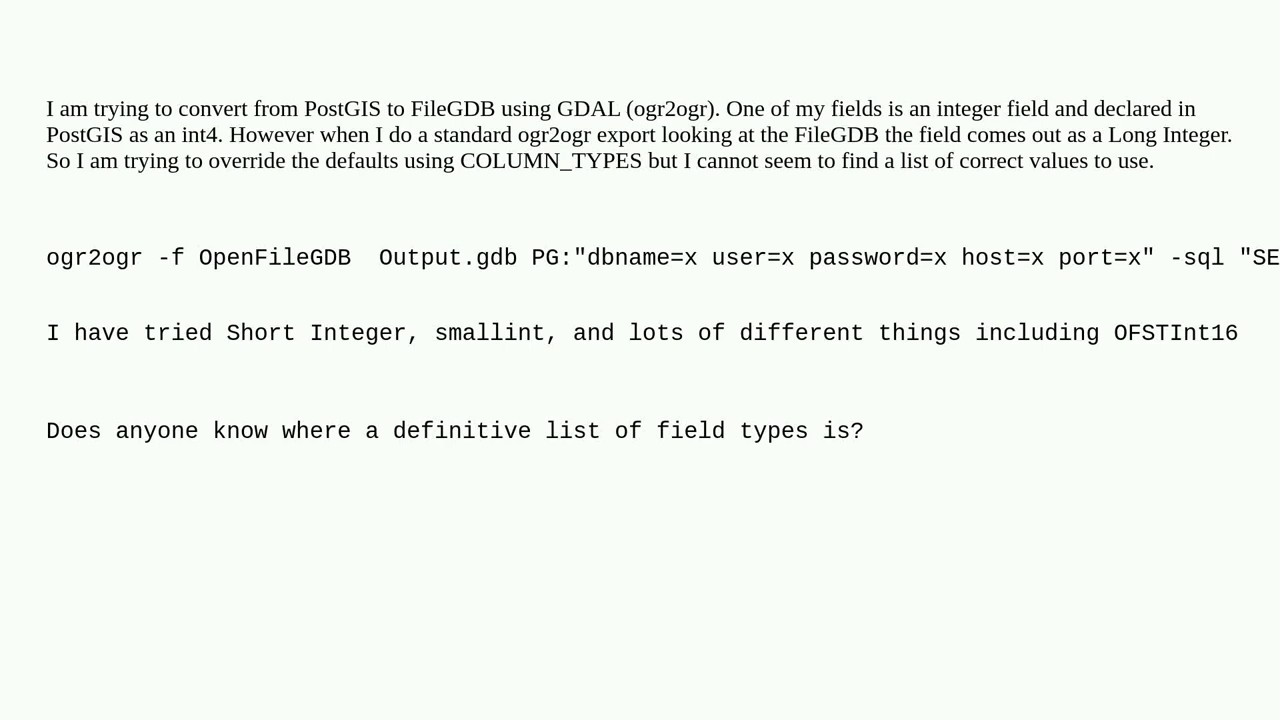 I am trying to convert from PostGIS to FileGDB using GDAL (ogr2ogr). One of my fields is an integer field and declared in
PostGIS as an int4. However when I do a standard ogr2ogr export looking at the FileGDB the field comes out as a Long Integer.
So I am trying to override the defaults using COLUMN_TYPES but I cannot seem to find a list of correct values to use.
ogr2ogr -f OpenFileGDB  Output.gdb PG:"dbname=x user=x password=x host=x port=x" -sql "SE
I have tried Short Integer, smallint, and lots of different things including OFSTInt16
Does anyone know where a definitive list of field types is?